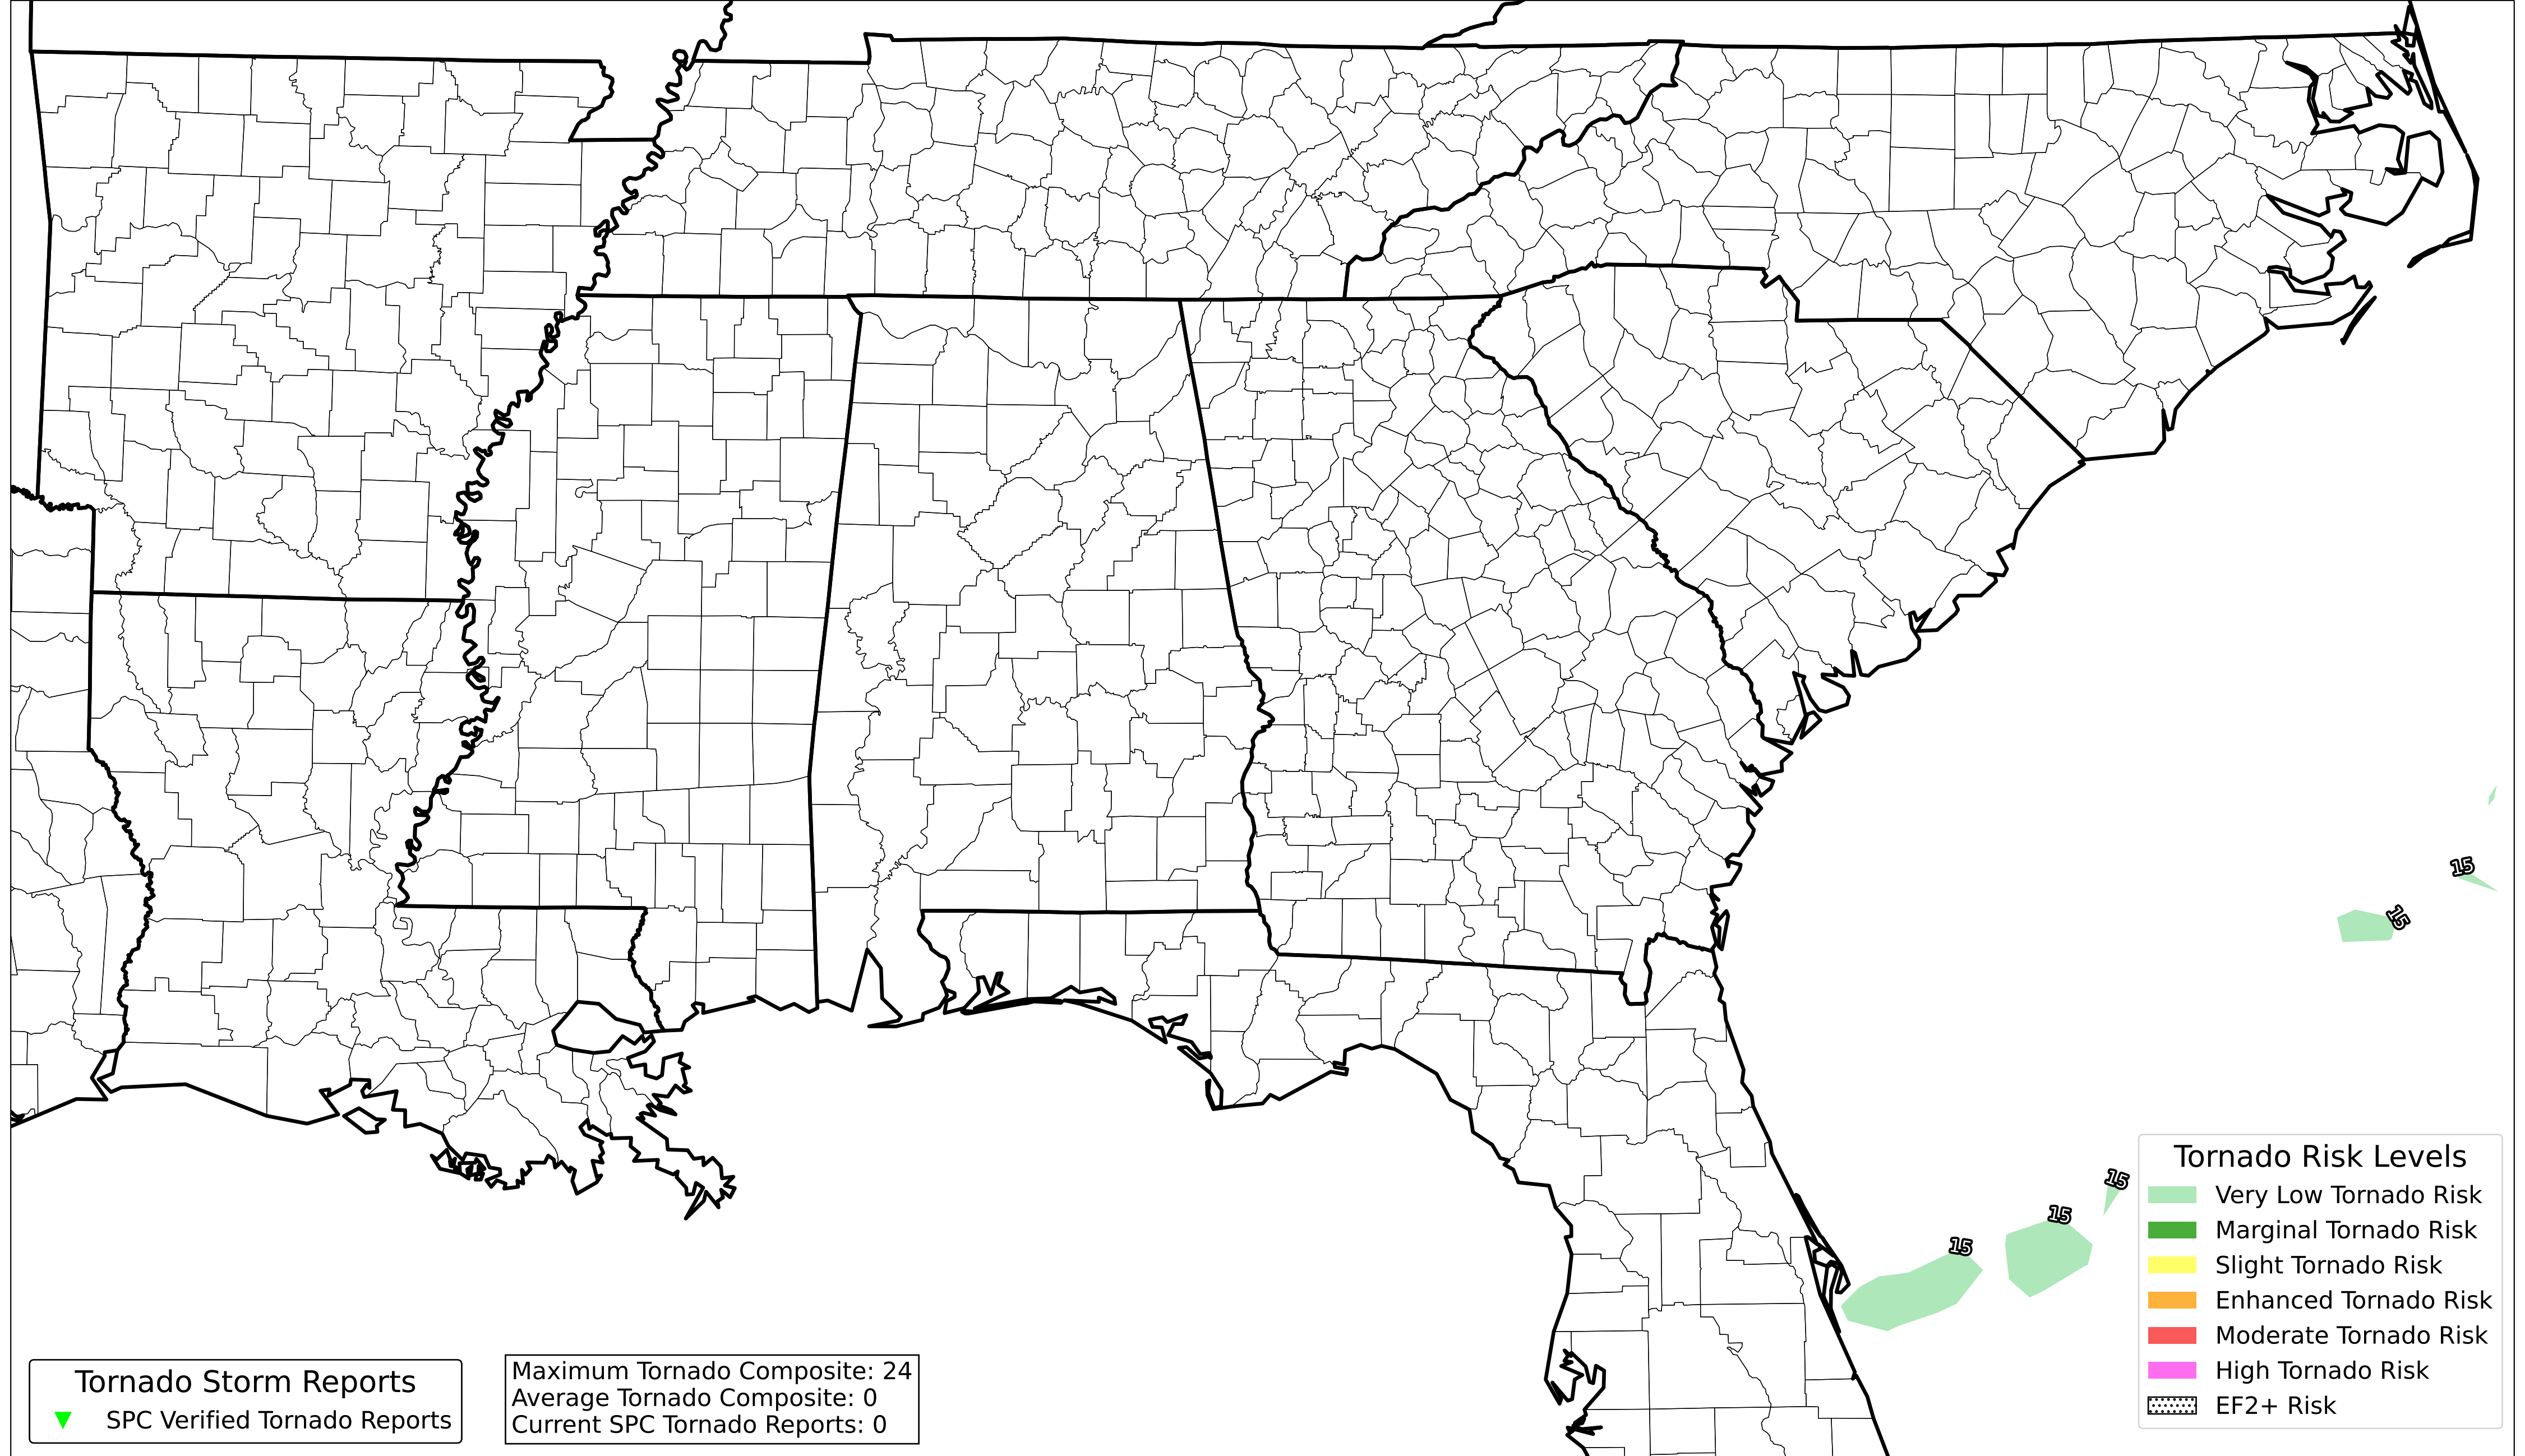 15
15
15
15
15
Tornado Risk Levels
Very Low Tornado Risk
Marginal Tornado Risk
Slight Tornado Risk
Enhanced Tornado Risk
Moderate Tornado Risk
High Tornado Risk
EF2+ Risk
Tornado Storm Reports
SPC Verified Tornado Reports
Maximum Tornado Composite: 24
Average Tornado Composite: 0
Current SPC Tornado Reports: 0